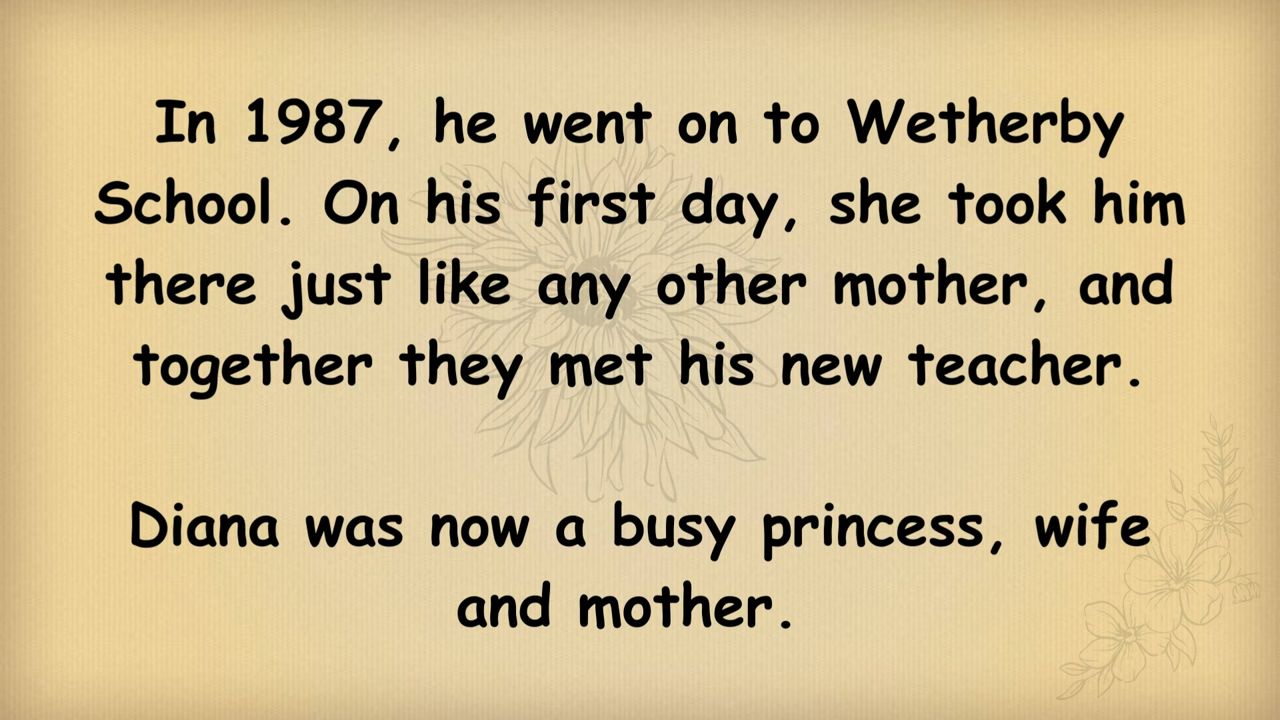 In 1987, he went on to Wetherby
School. On his first day, she took him
there just like any other mother, and
together they met his new teacher.
Diana was now a busy princess, wife
and mother.